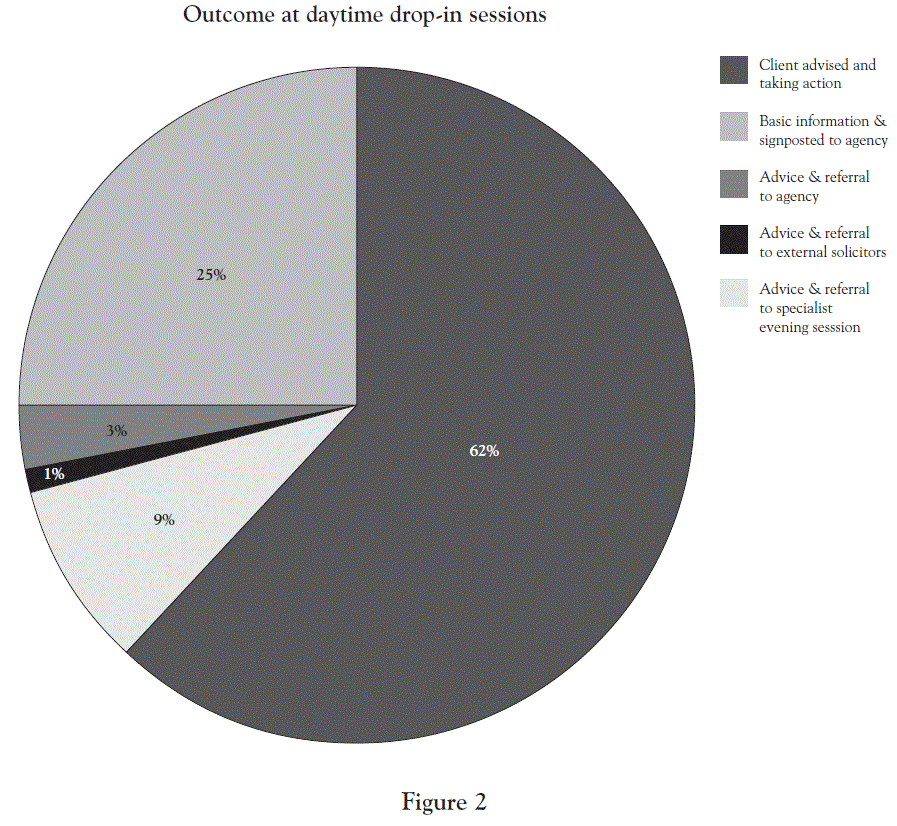 Outcome at daytime drop-in sessions
Client advised and
taking action
Basic information &
signposted to agency
Advice & referral
to agency
Advice & referral
to external solicitors
Advice & referral
to specialist
evening sesssion
25%
3%
1%
9%
62%
Figure 2